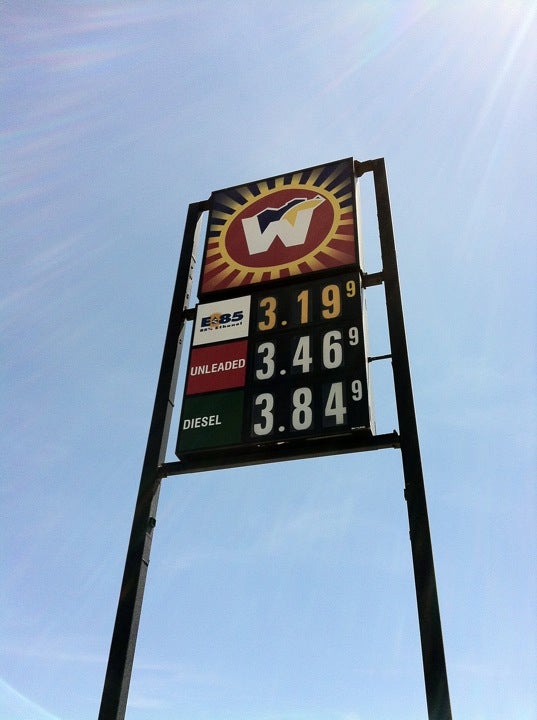 W
E85
85% Ethanol
3.19 9
UNLEADED
3.46 9
DIESEL
3.84 9